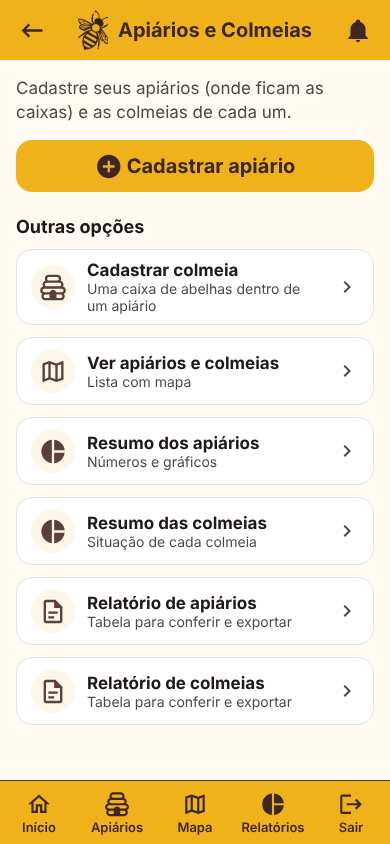 Apiários e Colmeias
Cadastre seus apiários (onde ficam as
caixas) e as colmeias de cada um.
Cadastrar apiário
Outras opções
Cadastrar colmeia
Uma caixa de abelhas dentro de
um apiário
Ver apiários e colmeias
Lista com mapa
Resumo dos apiários
Números e gráficos
Resumo das colmeias
Situação de cada colmeia
Relatório de apiários
Tabela para conferir e exportar
Relatório de colmeias
Tabela para conferir e exportar
Início
Apiários
Mapa
Relatórios
Sair